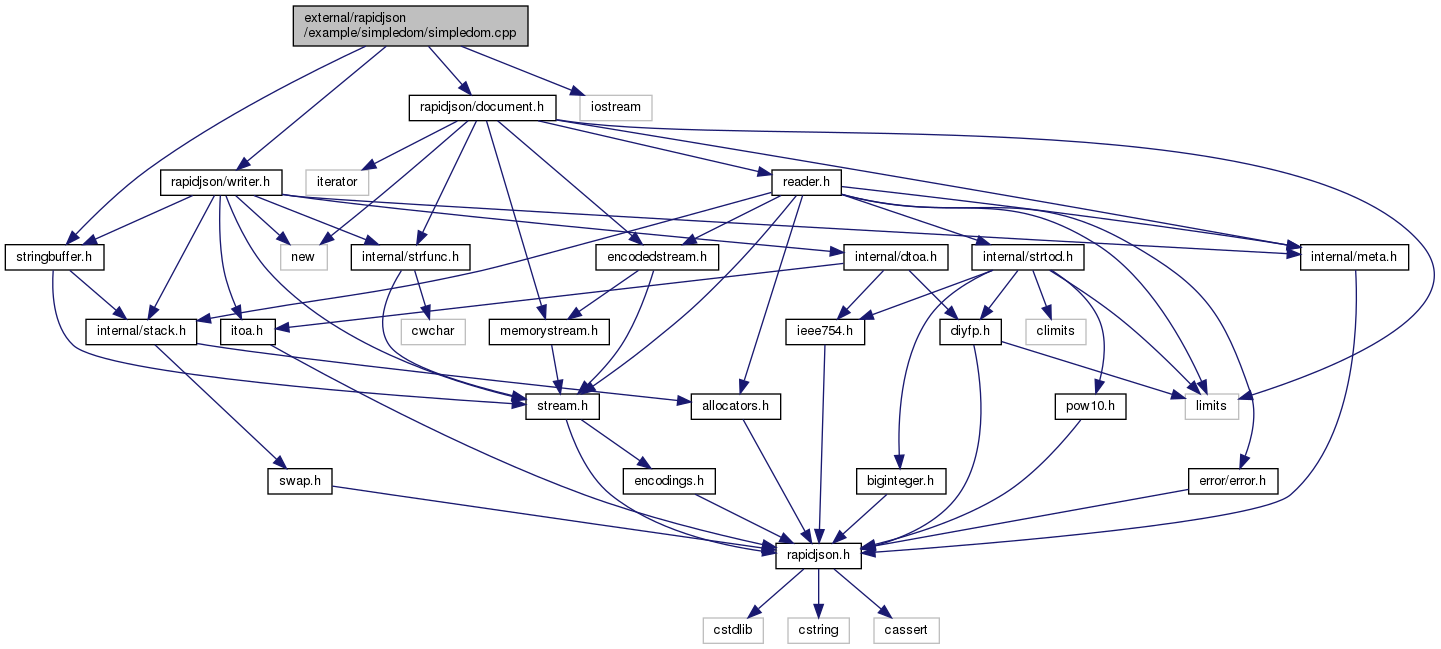 external/rapidjson
/example/simpledom/simpledom.cpp
rapidjson/document.h
iostream
rapidjson/writer.h
iterator
reader.h
stringbuffer.h
new
internal/strfunc.h
encodedstream.h
internal/dtoa.h
internal/strtod.h
internal/meta.h
internal/stack.h
itoa.h
cwchar
memorystream.h
ieee754.h
diyfp.h
climits
stream.h
allocators.h
pow10.h
limits
swap.h
encodings.h
biginteger.h
error/error.h
rapidjson.h
cstdlib
cstring
cassert